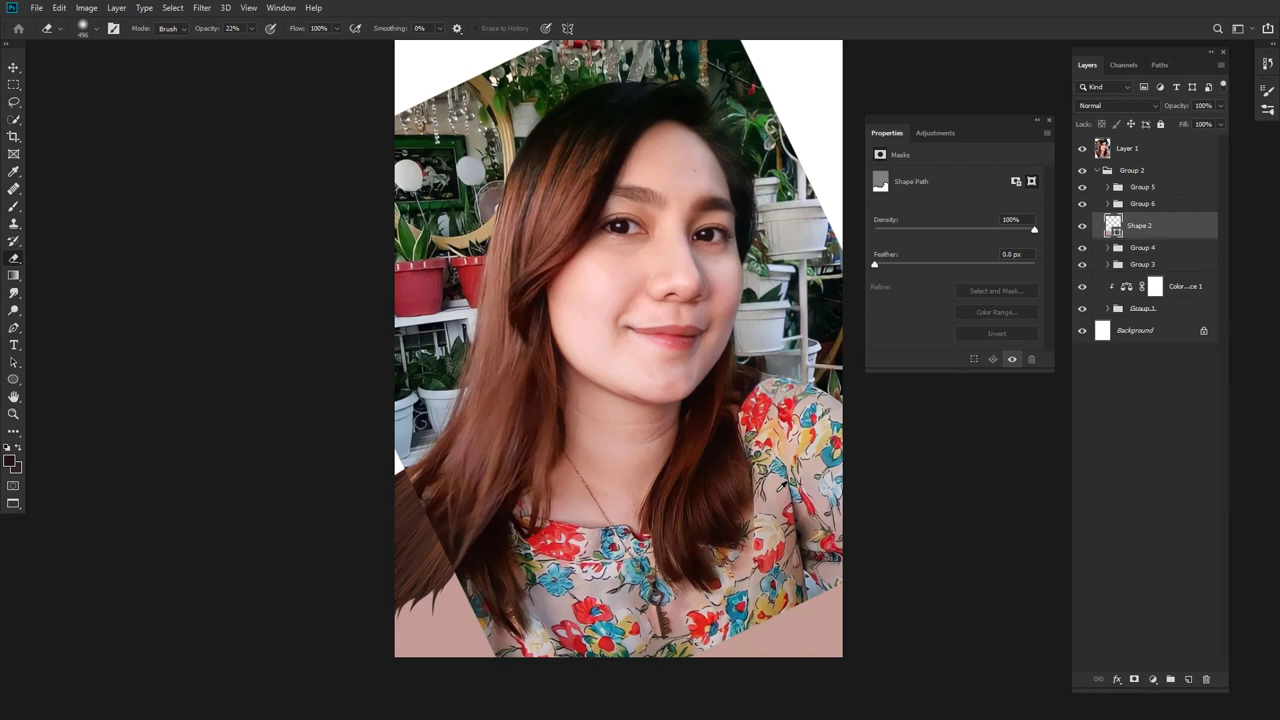 Ps File Edit Image Layer Type Select Filter 3D View Window Help
496 Mode: Brush Opacity: 22% Flow: 100% Smoothing: 0% Erase to History
Layers Channels Paths
Kind
Normal Opacity: 100%
Lock: Fill: 100%
Layer 1
Group 2
Group 5
Group 6
Shape 2
Group 4
Group 3
Color...ce 1
Group 1
Background
fx
Properties Adjustments
Masks
Shape Path
Density: 100%
Feather: 0.0 px
Refine: Select and Mask...
Color Range...
Invert